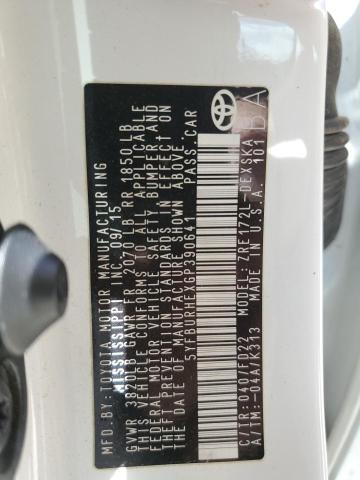 MFD.BY: TOYOTA MOTOR MANUFACTURING
MISSISSIPPI INC. 09/15
GVWR 3820LB GAWR FR 2070 LB RR 1850 LB
THIS VEHICLE CONFORMS TO ALL APPLICABLE
FEDERAL MOTOR VEHICLE SAFETY BUMPER AND
THEFT PREVENTION STANDARDS IN EFFECT ON
THE DATE OF MANUFACTURE SHOWN ABOVE.
5YFBURHEXGP390641 PASS.CAR
C/TR: 040/FD22 MODEL: ZRE172L-DEXSKA
A/TM: -04A/K313 MADE IN U.S.A. 101
BA